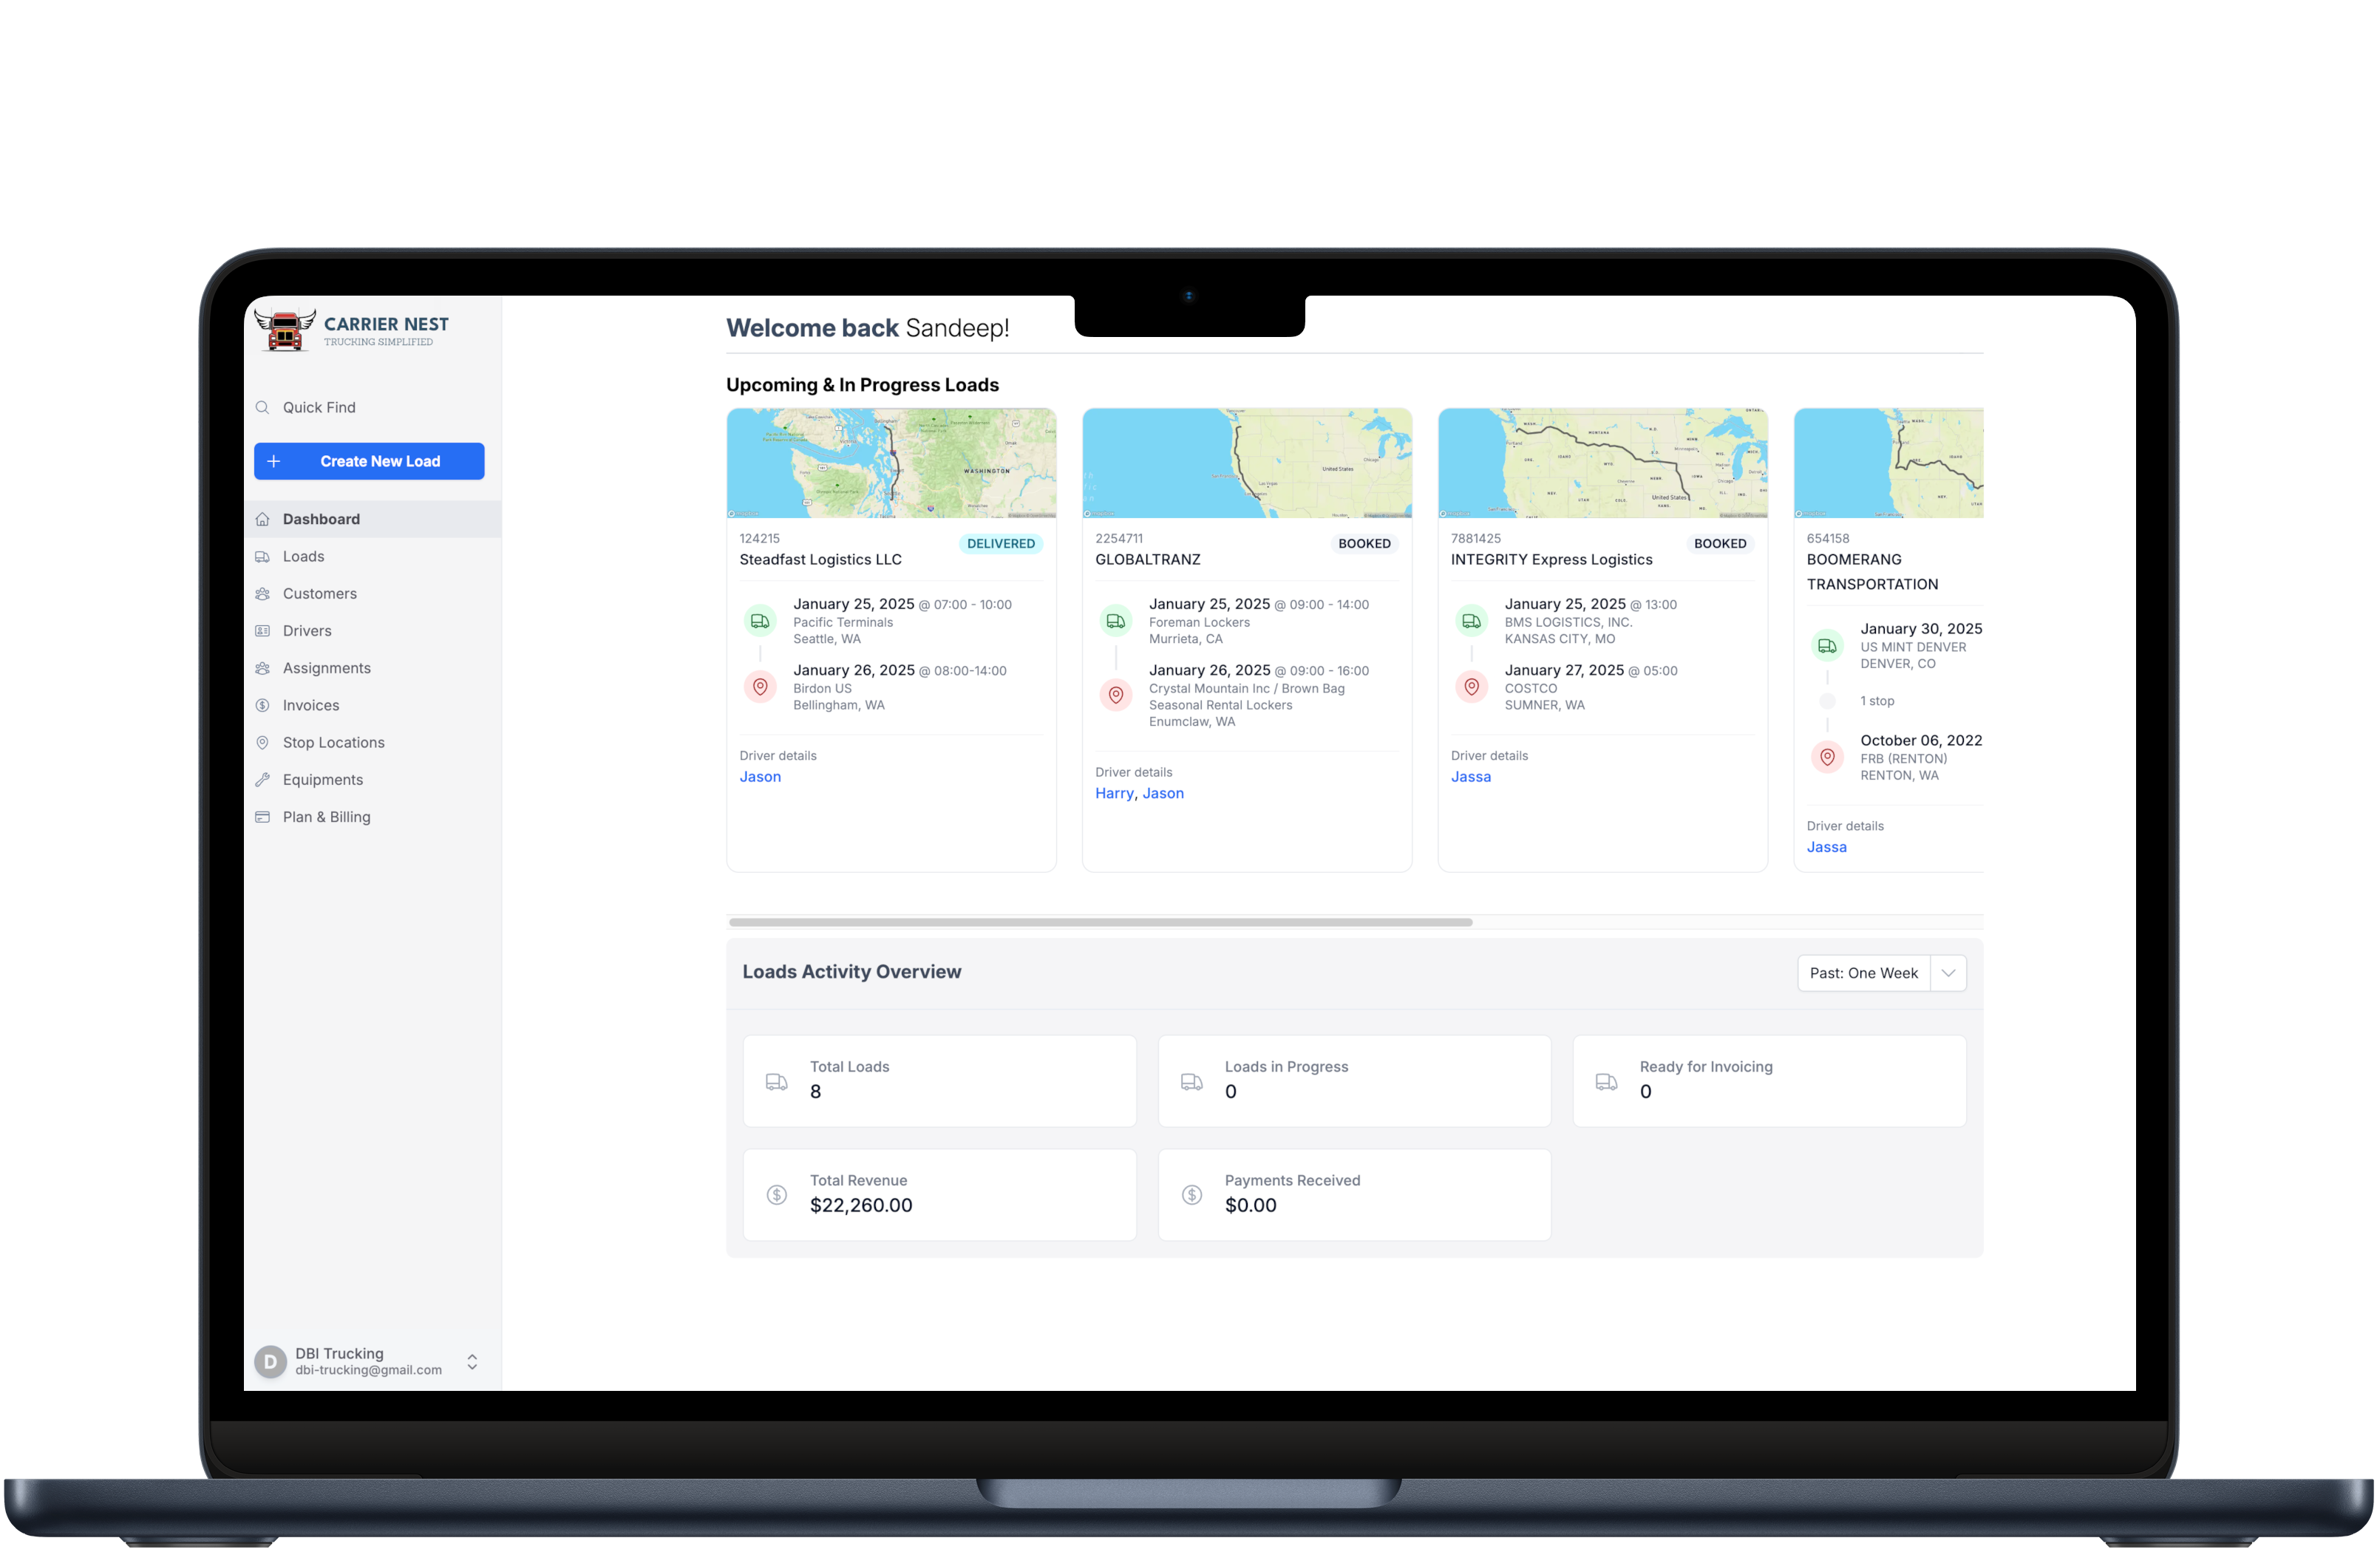 CARRIER NEST
TRUCKING SIMPLIFIED
Quick Find
Create New Load
Dashboard
Loads
Customers
Drivers
Assignments
Invoices
Stop Locations
Equipments
Plan & Billing
DBI Trucking
D
dbi-trucking@gmail.com
Welcome back Sandeep!
Upcoming & In Progress Loads
WASHINGTON
124215
DELIVERED
Steadfast Logistics LLC
January 25, 2025 @ 07:00 - 10:00
Pacific Terminals
Seattle, WA
January 26, 2025 @ 08:00-14:00
Birdon US
Bellingham, WA
Driver details
Jason
United States
Chicago
Las Vegas
2254711
BOOKED
GLOBALTRANZ
January 25, 2025 @ 09:00 - 14:00
Foreman Lockers
Murrieta, CA
January 26, 2025 @ 09:00 - 16:00
Crystal Mountain Inc / Brown Bag
Seasonal Rental Lockers
Enumclaw, WA
Driver details
Harry, Jason
MONTANA
United States
7881425
BOOKED
INTEGRITY Express Logistics
January 25, 2025 @ 13:00
BMS LOGISTICS, INC.
KANSAS CITY, MO
January 27, 2025 @ 05:00
COSTCO
SUMNER, WA
Driver details
Jassa
654158
BOOMERANG
TRANSPORTATION
January 30, 2025
US MINT DENVER
DENVER, CO
1 stop
October 06, 2022
FRB (RENTON)
RENTON, WA
Driver details
Jassa
Loads Activity Overview
Past: One Week
Total Loads
8
Loads in Progress
0
Ready for Invoicing
0
Total Revenue
$22,260.00
Payments Received
$0.00